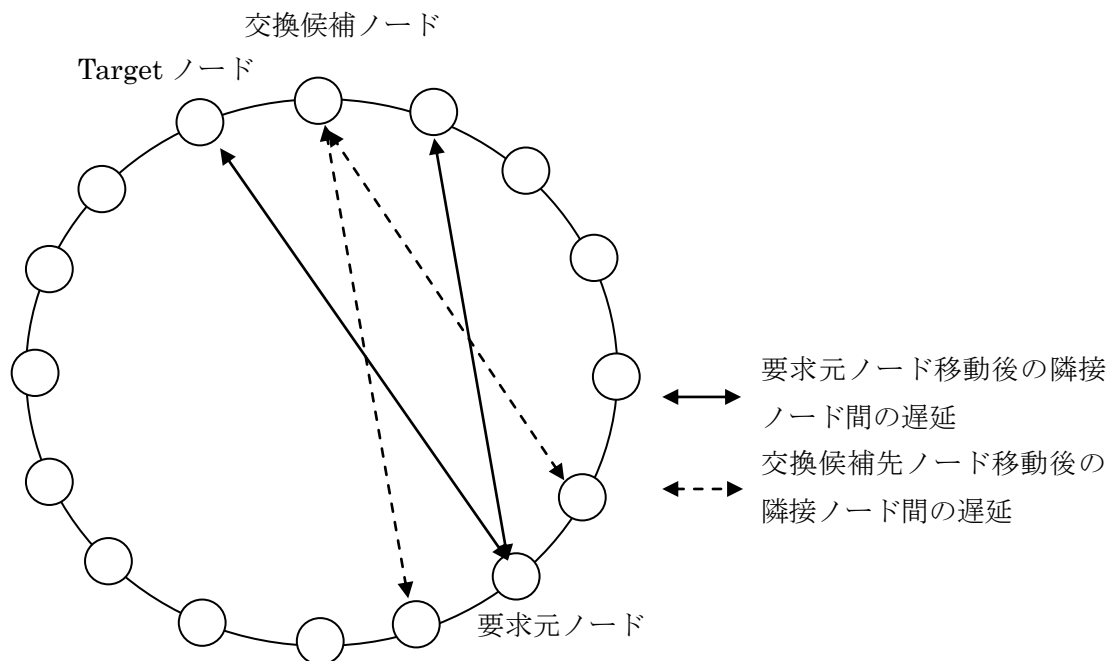 交換候補ノード
Target ノード
要求元ノード移動後の隣接
ノード間の遅延
交換候補先ノード移動後の
隣接ノード間の遅延
要求元ノード